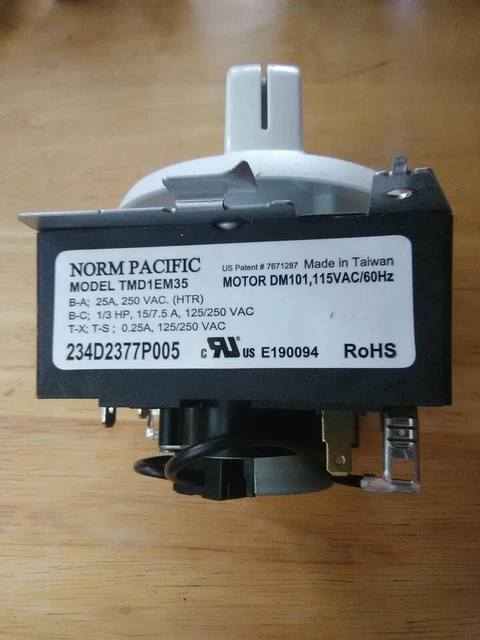 NORM PACIFIC US Patent # 7671287 Made in Taiwan
MODEL TMD1EM35 MOTOR DM101,115VAC/60Hz
B-A; 25A, 250 VAC. (HTR)
B-C; 1/3 HP, 15/7.5 A, 125/250 VAC
T-X; T-S ; 0.25A, 125/250 VAC
234D2377P005 c RU US E190094 RoHS